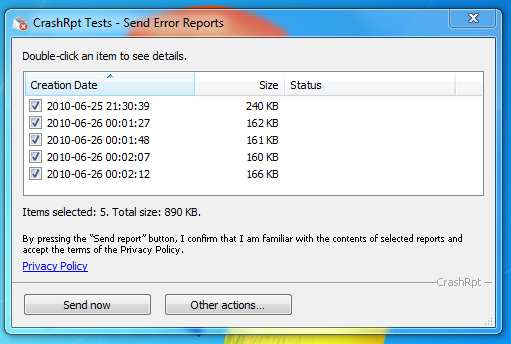 CrashRpt Tests - Send Error Reports
Double-click an item to see details.
Creation Date Size Status
2010-06-25 21:30:39 240 KB
2010-06-26 00:01:27 162 KB
2010-06-26 00:01:48 161 KB
2010-06-26 00:02:07 160 KB
2010-06-26 00:02:12 166 KB
Items selected: 5. Total size: 890 KB.
By pressing the "Send report" button, I confirm that I am familiar with the contents of selected reports and
accept the terms of the Privacy Policy.
Privacy Policy
CrashRpt
Send now Other actions...